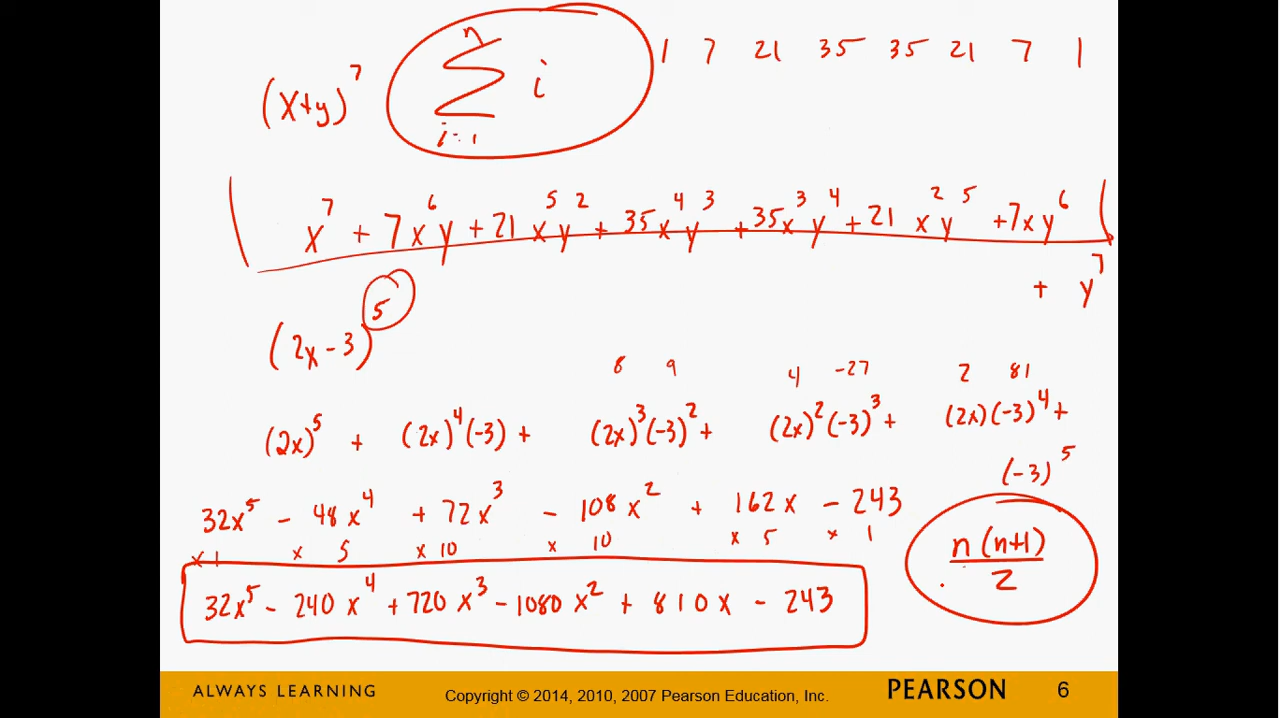 (x+y)^7 \sum_{i=1}^{n} i 1 7 21 35 35 21 7 1
x^7 + 7x^6y + 21x^5y^2 + 35x^4y^3 + 35x^3y^4 + 21x^2y^5 + 7xy^6
+ y^7
(2x-3)^5
8 9 4 -27 2 81
(2x)^5 + (2x)^4(-3) + (2x)^3(-3)^2 + (2x)^2(-3)^3 + (2x)(-3)^4 +
(-3)^5
32x^5 - 48x^4 + 72x^3 - 108x^2 + 162x - 243
x 1 x 5 x 10 x 10 x 5 x 1
n(n+1)/2
32x^5 - 240x^4 + 720x^3 - 1080x^2 + 810x - 243
ALWAYS LEARNING
Copyright © 2014, 2010, 2007 Pearson Education, Inc.
PEARSON
6